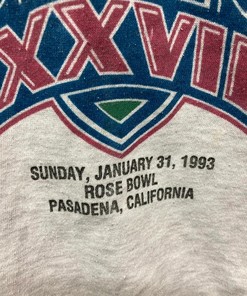 XXVII
SUNDAY, JANUARY 31, 1993
ROSE BOWL
PASADENA, CALIFORNIA